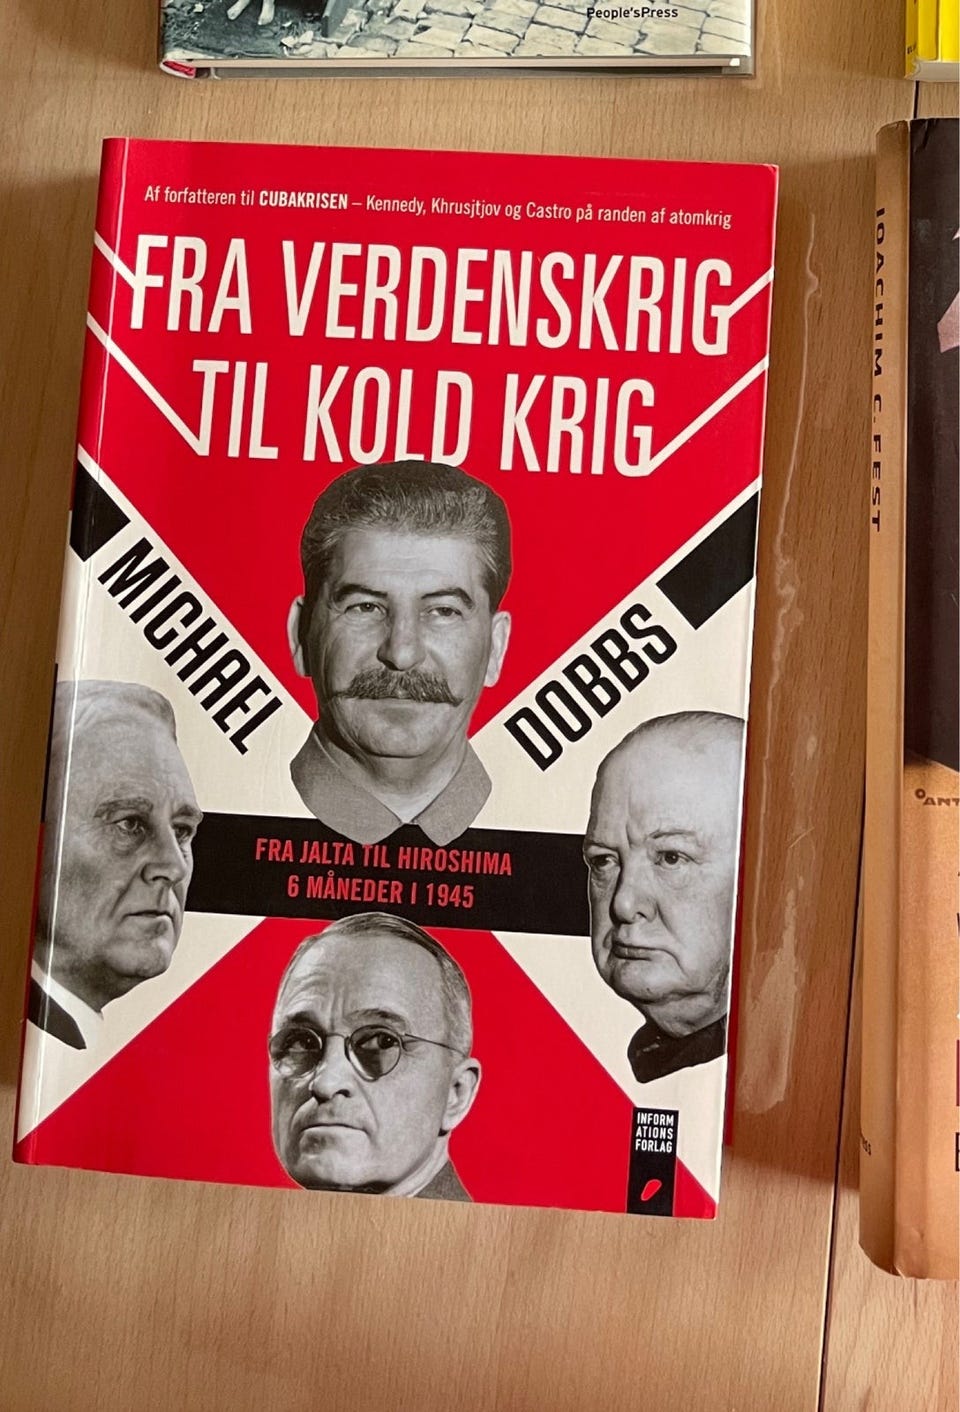 People'sPress
Af forfatteren til CUBAKRISEN – Kennedy, Khrusjtjov og Castro på randen af atomkrig
FRA VERDENSKRIG
TIL KOLD KRIG
MICHAEL
DOBBS
FRA JALTA TIL HIROSHIMA
6 MÅNEDER I 1945
INFORM
ATIONS
FORLAG
JOACHIM C. FEST